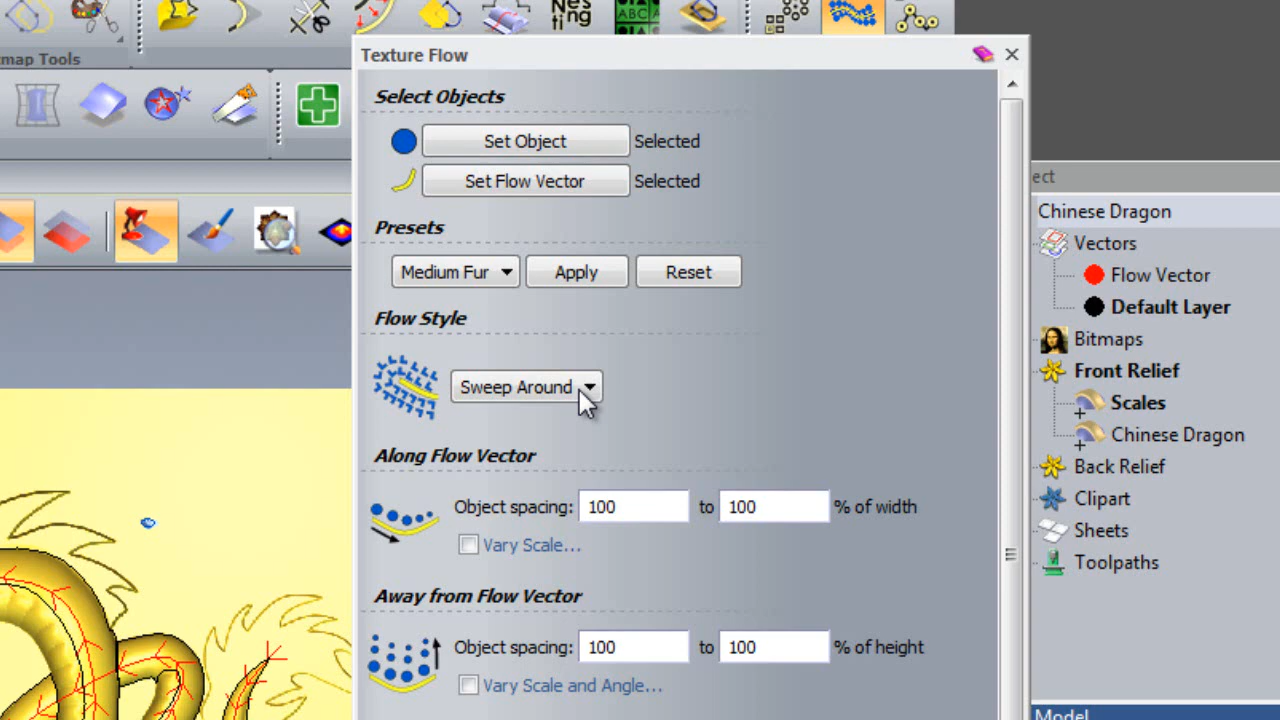 Nes
ting
ABC
map Tools
Texture Flow
Select Objects
Set Object Selected
Set Flow Vector Selected
Presets
Medium Fur Apply Reset
Flow Style
Sweep Around
Along Flow Vector
Object spacing: 100 to 100 % of width
Vary Scale...
Away from Flow Vector
Object spacing: 100 to 100 % of height
Vary Scale and Angle...
ect
Chinese Dragon
Vectors
Flow Vector
Default Layer
Bitmaps
Front Relief
Scales
Chinese Dragon
Back Relief
Clipart
Sheets
Toolpaths
Model